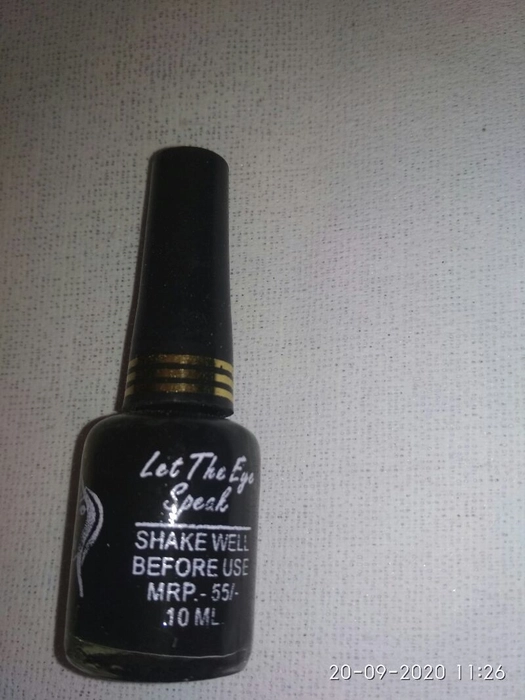 Let The Eye
Speak
SHAKE WELL
BEFORE USE
MRP.- 55/-
10 ML.
20-09-2020 11:26